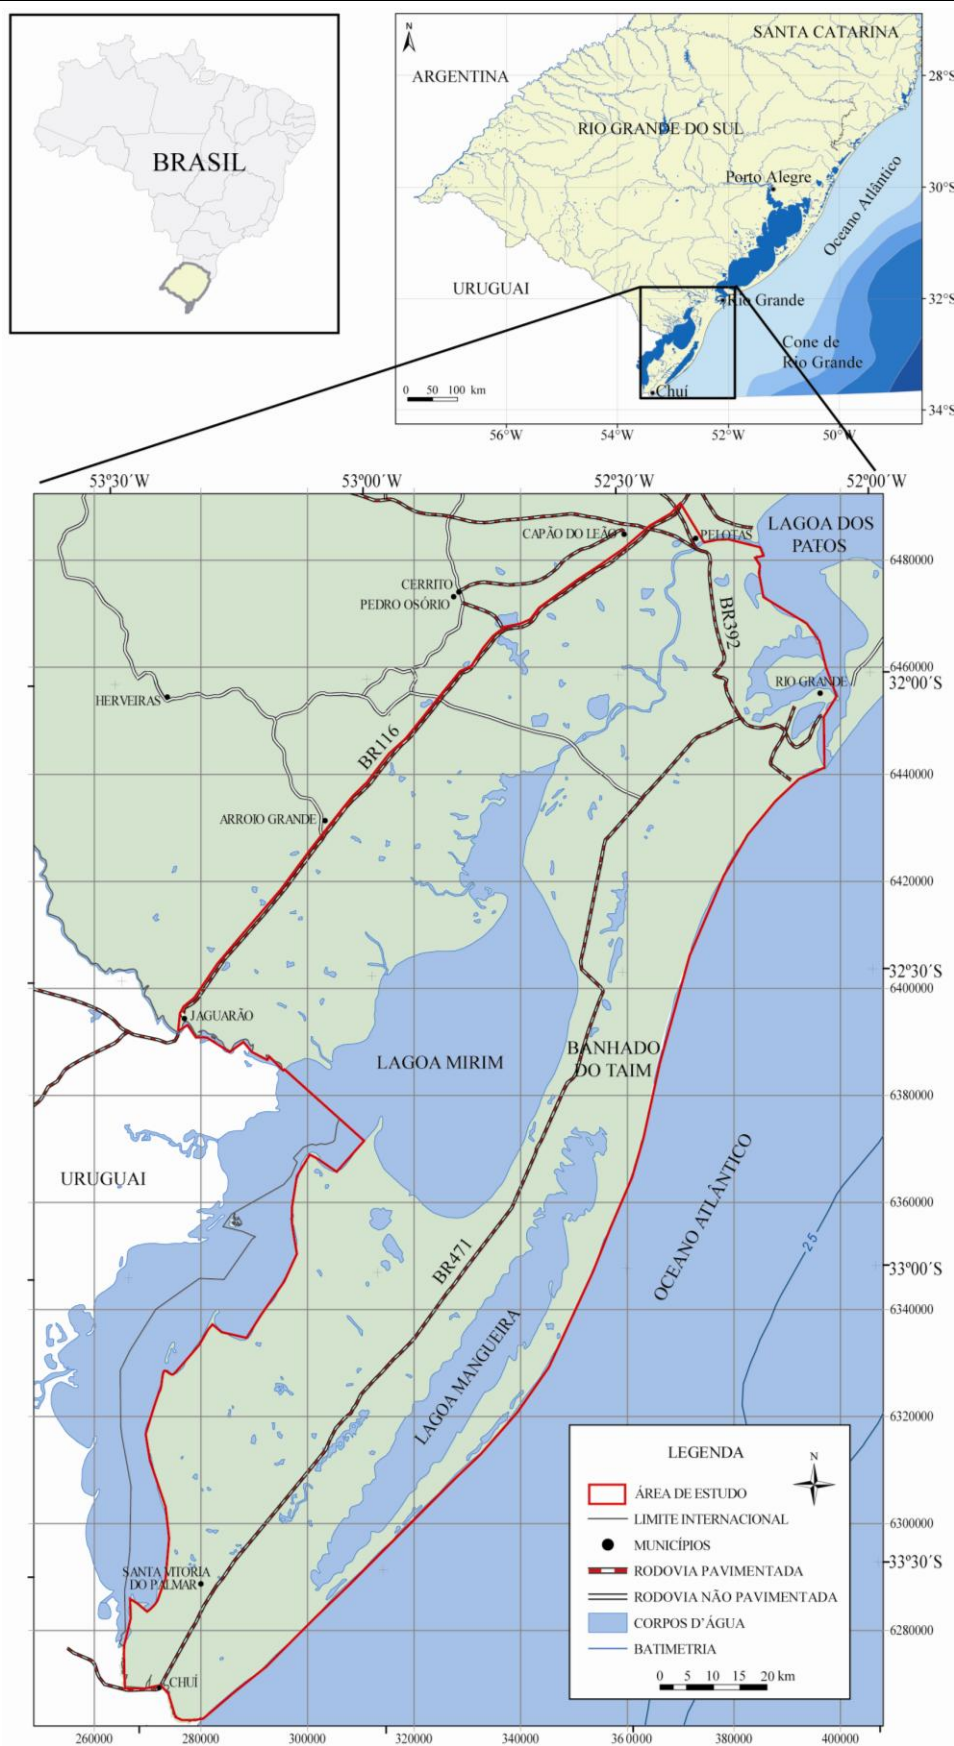 BRASIL
N
SANTA CATARINA
ARGENTINA
28°S
RIO GRANDE DO SUL
Porto Alegre
30°S
Oceano Atlântico
URUGUAI
32°S
Rio Grande
Cone de
Rio Grande
0 50 100 km
Chuí
34°S
56°W 54°W 52°W 50°W
53°30´W 53°00´W 52°30´W 52°00´W
LAGOA DOS
PATOS
CAPÃO DO LEÃO
PELOTAS
6480000
CERRITO
PEDRO OSÓRIO
BR392
6460000
RIO GRANDE
32°00´S
HERVEIRAS
BR116
6440000
ARROIO GRANDE
6420000
32°30´S
6400000
JAGUARÃO
BANHADO
DO TAIM
LAGOA MIRIM
6380000
URUGUAI
OCEANO ATLÂNTICO
6360000
25
BR471
33°00´S
6340000
LAGOA MANGUEIRA
6320000
LEGENDA
N
ÁREA DE ESTUDO
LIMITE INTERNACIONAL
6300000
MUNICÍPIOS
33°30´S
RODOVIA PAVIMENTADA
SANTA VITORIA
DO PALMAR
RODOVIA NÃO PAVIMENTADA
CORPOS D’ÁGUA
6280000
BATIMETRIA
0 5 10 15 20 km
CHUÍ
260000 280000 300000 320000 340000 360000 380000 400000